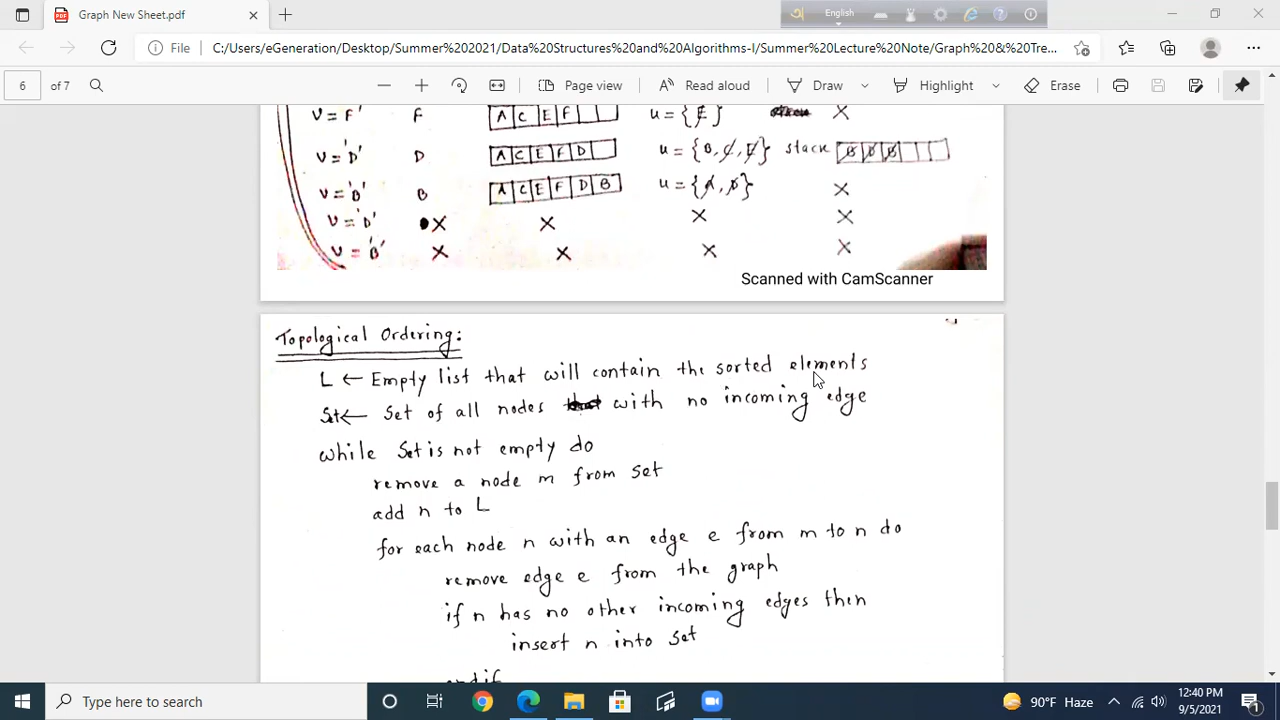 Graph New Sheet.pdf
English
File
C:/Users/eGeneration/Desktop/Summer%202021/Data%20Structures%20and%20Algorithms-I/Summer%20Lecture%20Note/Graph%20&%20Tre...
6 of 7
Page view
Read aloud
Draw
Highlight
Erase
V = 'F' F A C E F u = {E} X
V = 'D' D A C E F D u = {B, C, E} stack B D B
V = 'B' B A C E F D B u = {A, D} X
V = 'D' X X X X
V = 'B' X X X X
Scanned with CamScanner
Topological Ordering:
L ← Empty list that will contain the sorted elements
Set ← Set of all nodes with no incoming edge
while Set is not empty do
remove a node m from set
add n to L
for each node n with an edge e from m to n do
remove edge e from the graph
if n has no other incoming edges then
insert n into set
endif
Type here to search
90°F Haze
12:40 PM
9/5/2021
1